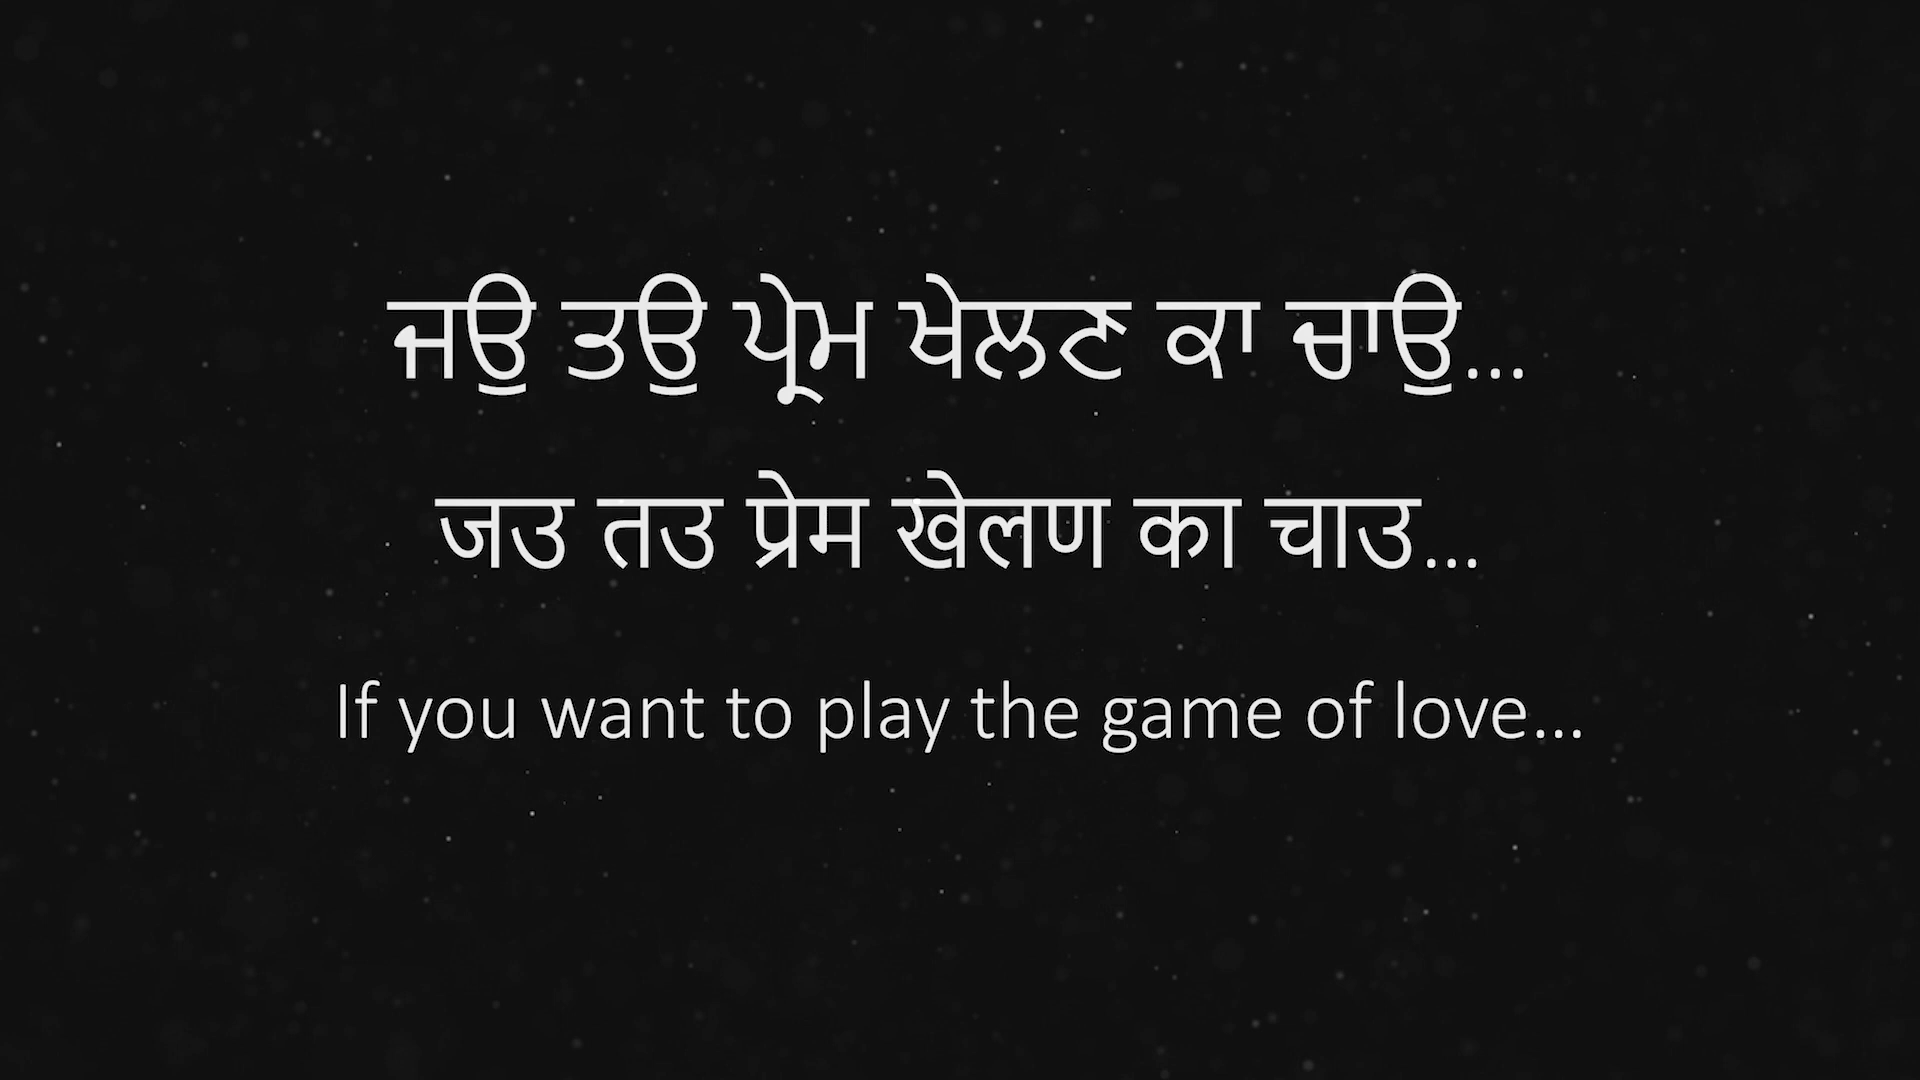 ਜਉ ਤਉ ਪ੍ਰੇਮ ਖੇਲਣ ਕਾ ਚਾਉ...
जउ तउ प्रेम खेलण का चाउ...
If you want to play the game of love...